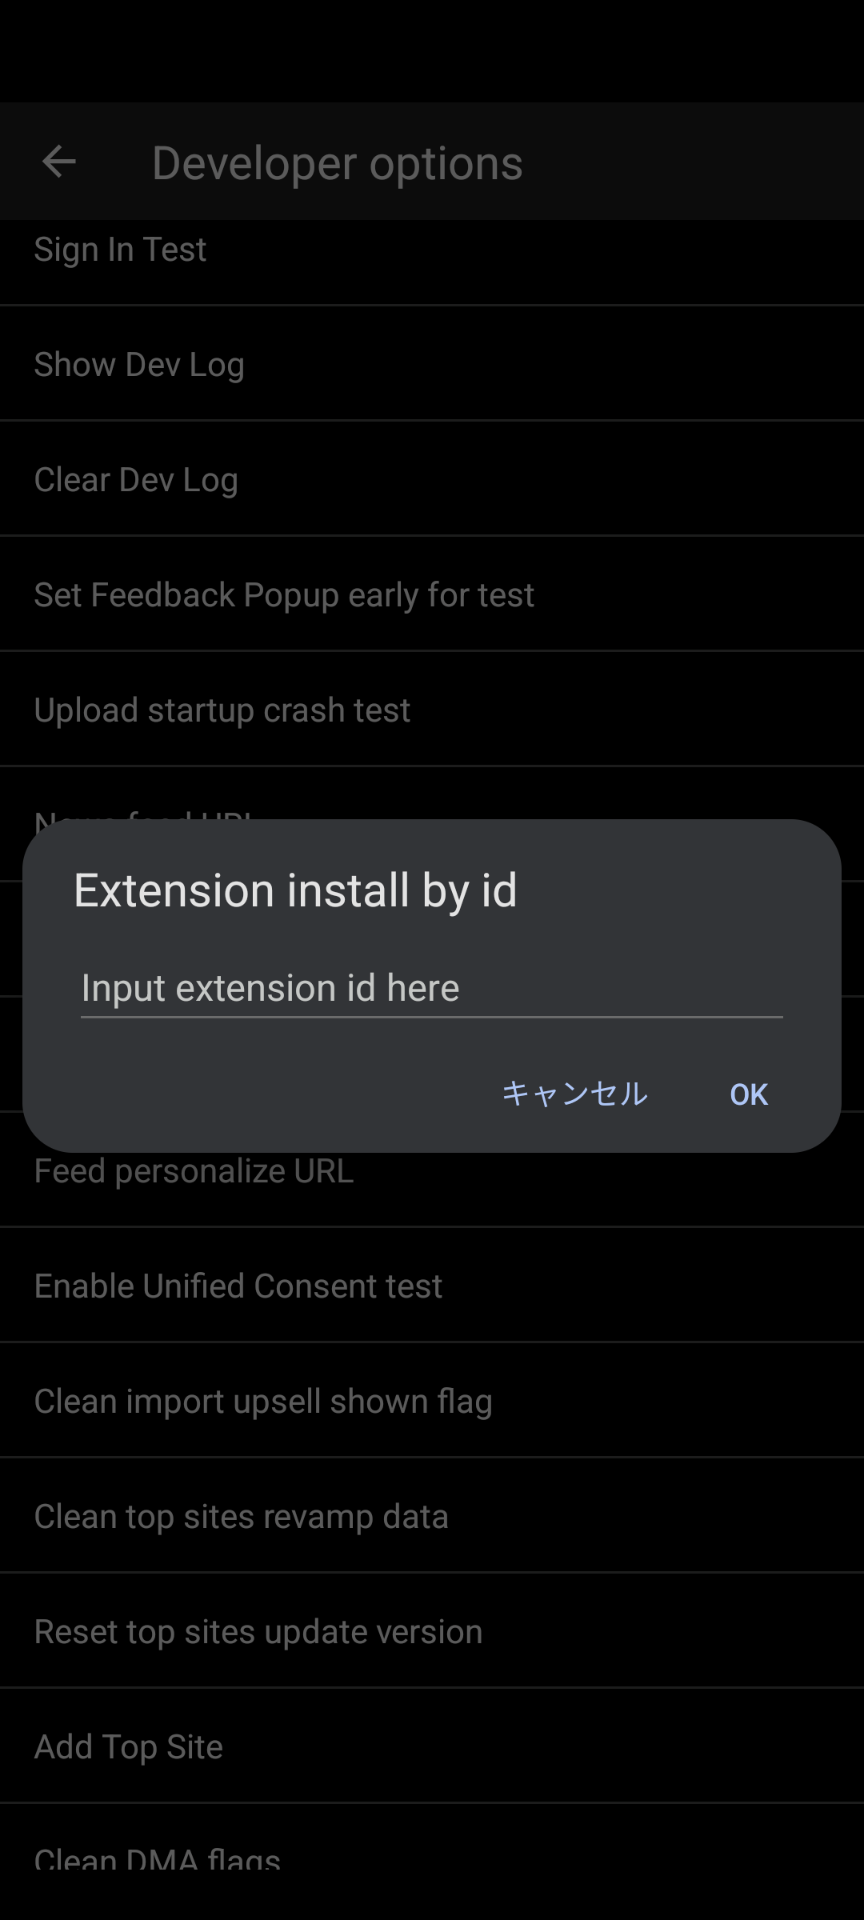 Developer options
Sign In Test
Show Dev Log
Clear Dev Log
Set Feedback Popup early for test
Upload startup crash test
News feed URL
Extension install by id
Input extension id here
キャンセル OK
Feed personalize URL
Enable Unified Consent test
Clean import upsell shown flag
Clean top sites revamp data
Reset top sites update version
Add Top Site
Clean DMA flags